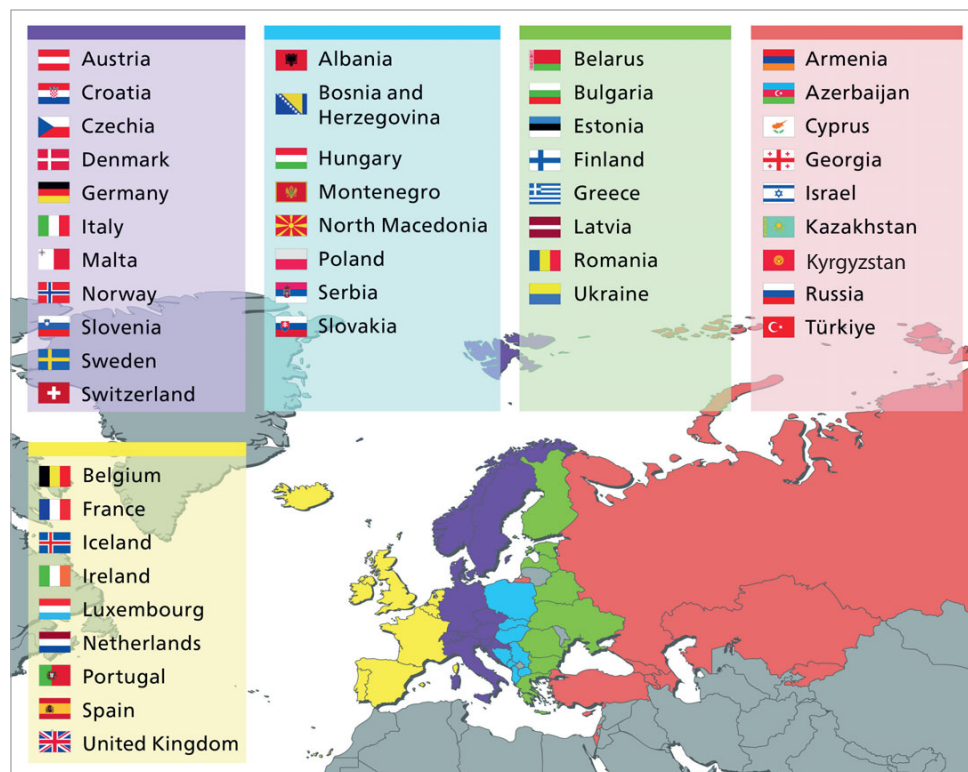 Austria
Croatia
Czechia
Denmark
Germany
Italy
Malta
Norway
Slovenia
Sweden
Switzerland
Albania
Bosnia and
Herzegovina
Hungary
Montenegro
North Macedonia
Poland
Serbia
Slovakia
Belarus
Bulgaria
Estonia
Finland
Greece
Latvia
Romania
Ukraine
Armenia
Azerbaijan
Cyprus
Georgia
Israel
Kazakhstan
Kyrgyzstan
Russia
Türkiye
Belgium
France
Iceland
Ireland
Luxembourg
Netherlands
Portugal
Spain
United Kingdom